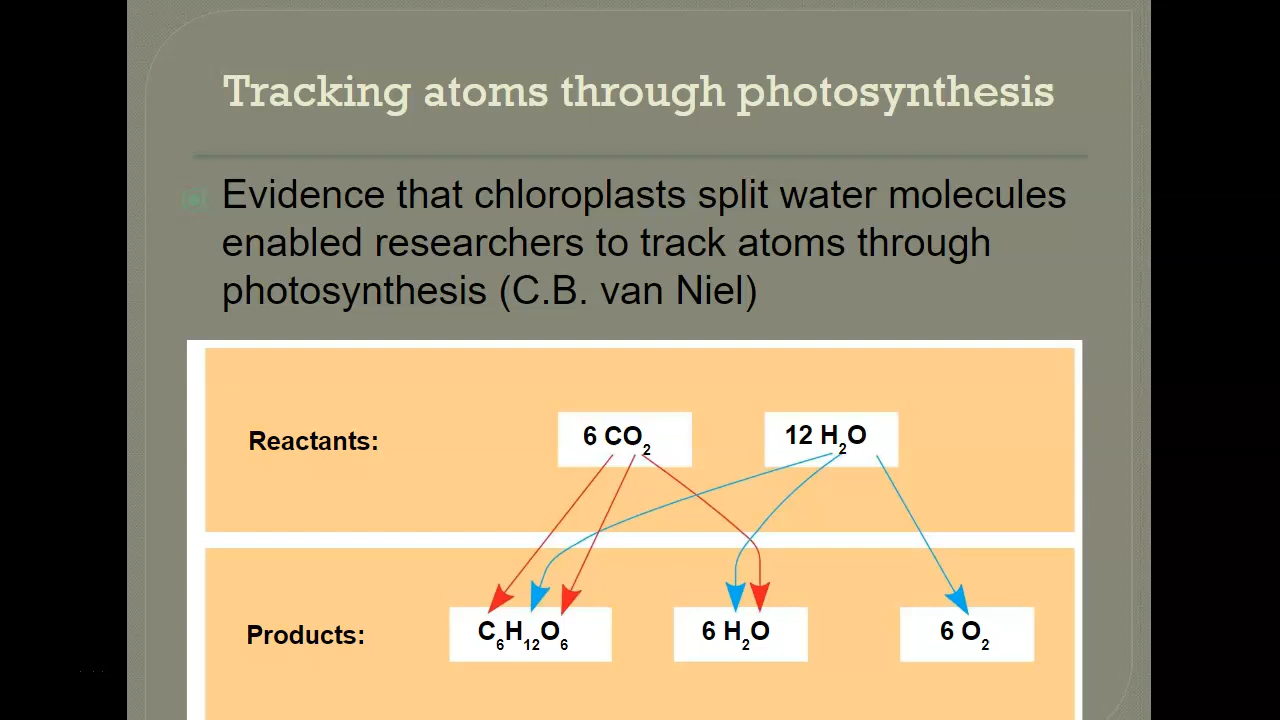 Tracking atoms through photosynthesis
Evidence that chloroplasts split water molecules
enabled researchers to track atoms through
photosynthesis (C.B. van Niel)
Reactants:
6 CO₂
12 H₂O
Products:
C₆H₁₂O₆
6 H₂O
6 O₂